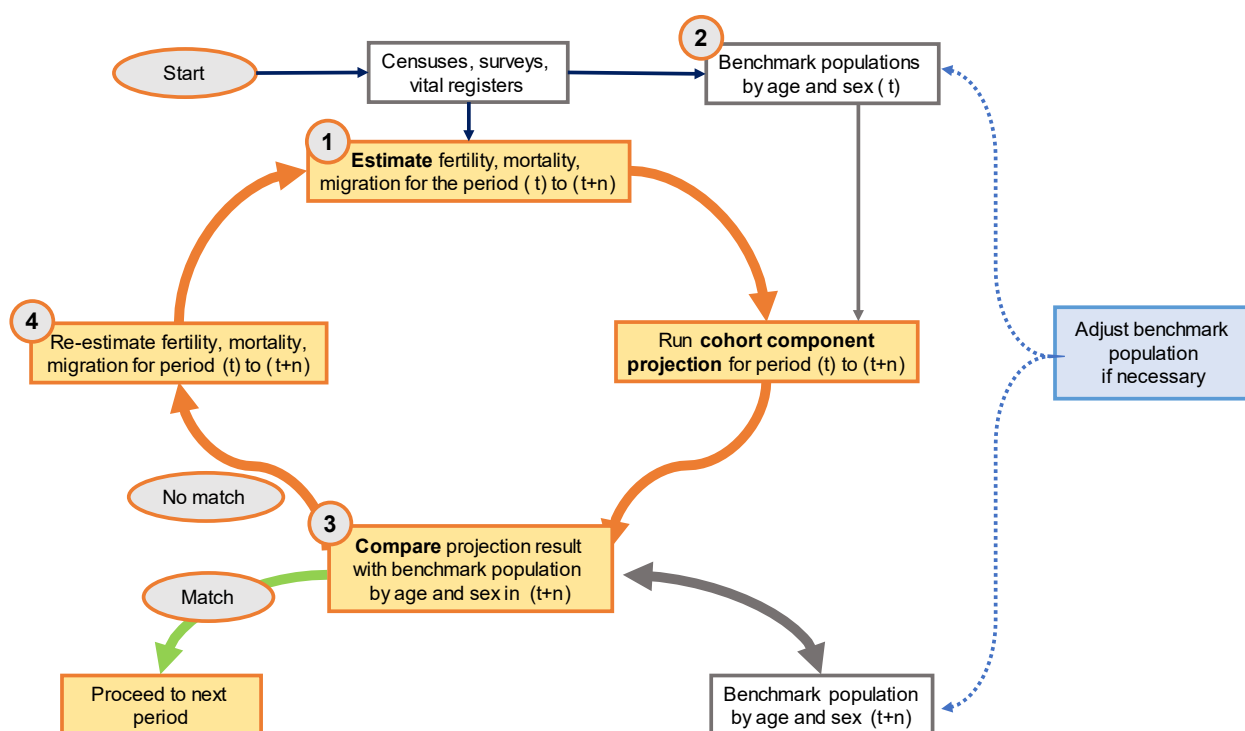 Start
Censuses, surveys,
vital registers
2
Benchmark populations
by age and sex ( t)
1
Estimate fertility, mortality,
migration for the period ( t) to ( t+n)
4
Re-estimate fertility, mortality,
migration for period (t) to ( t+n)
Run cohort component
projection for period (t) to (t+n)
Adjust benchmark
population
if necessary
No match
3
Compare projection result
with benchmark population
by age and sex in (t+n)
Match
Proceed to next
period
Benchmark population
by age and sex (t+n)